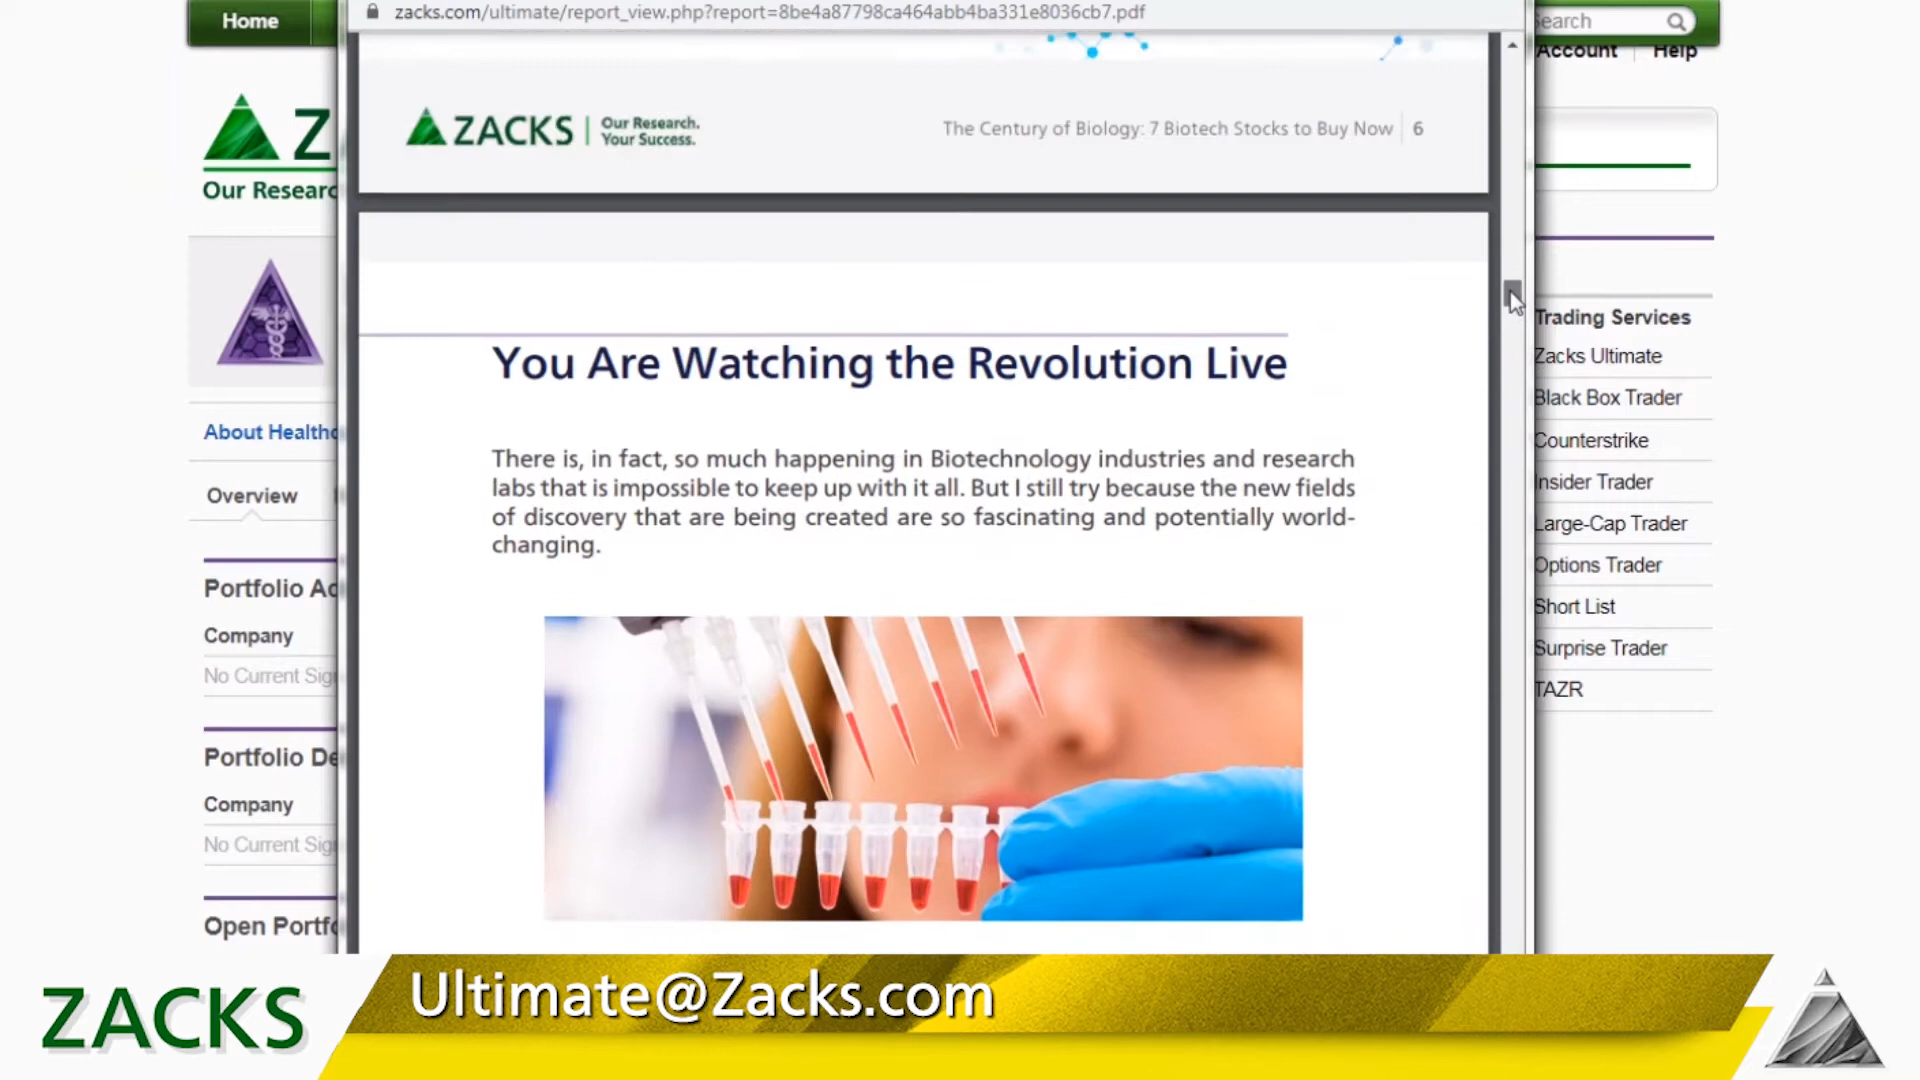 Home
zacks.com/ultimate/report_view.php?report=8be4a87798ca464abb4ba331e8036cb7.pdf
Search
Account
Help
Z
Our Researc
ZACKS
Our Research.
Your Success.
The Century of Biology: 7 Biotech Stocks to Buy Now
6
About Healthc
Overview
Portfolio Ad
Company
No Current Sig
Portfolio De
Company
No Current Sig
Open Portfo
You Are Watching the Revolution Live
There is, in fact, so much happening in Biotechnology industries and research
labs that is impossible to keep up with it all. But I still try because the new fields
of discovery that are being created are so fascinating and potentially world-
changing.
Trading Services
Zacks Ultimate
Black Box Trader
Counterstrike
Insider Trader
Large-Cap Trader
Options Trader
Short List
Surprise Trader
TAZR
ZACKS
Ultimate@Zacks.com